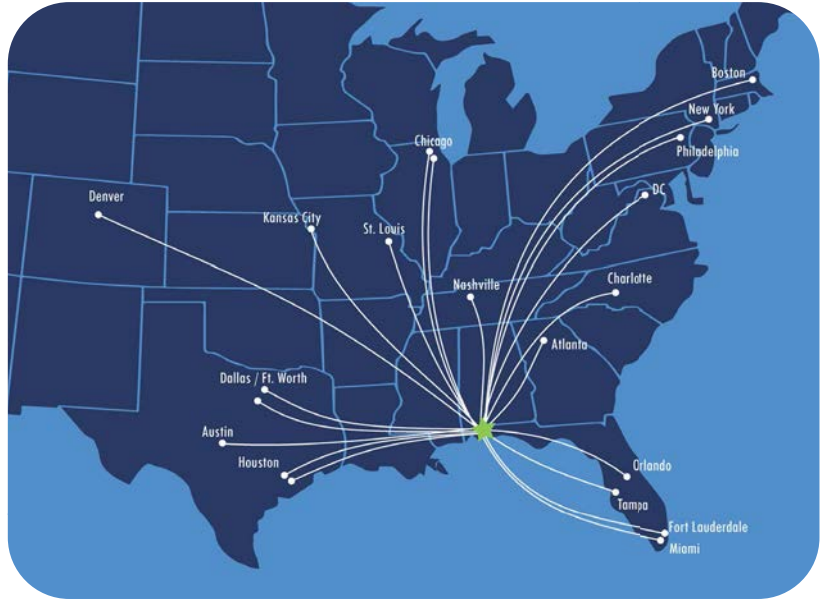 Boston
New York
Philadelphia
Chicago
DC
Denver
Kansas City
St. Louis
Nashville
Charlotte
Atlanta
Dallas / Ft. Worth
Austin
Houston
Orlando
Tampa
Fort Lauderdale
Miami